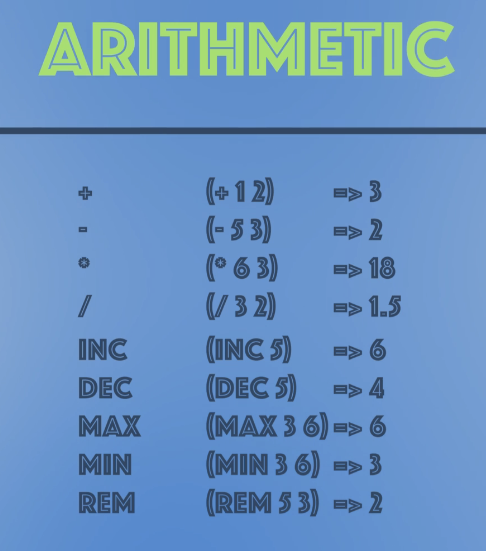 ARITHMETIC
+ (+ 1 2) => 3
- (- 5 3) => 2
* (* 6 3) => 18
/ (/ 3 2) => 1.5
INC (INC 5) => 6
DEC (DEC 5) => 4
MAX (MAX 3 6) => 6
MIN (MIN 3 6) => 3
REM (REM 5 3) => 2